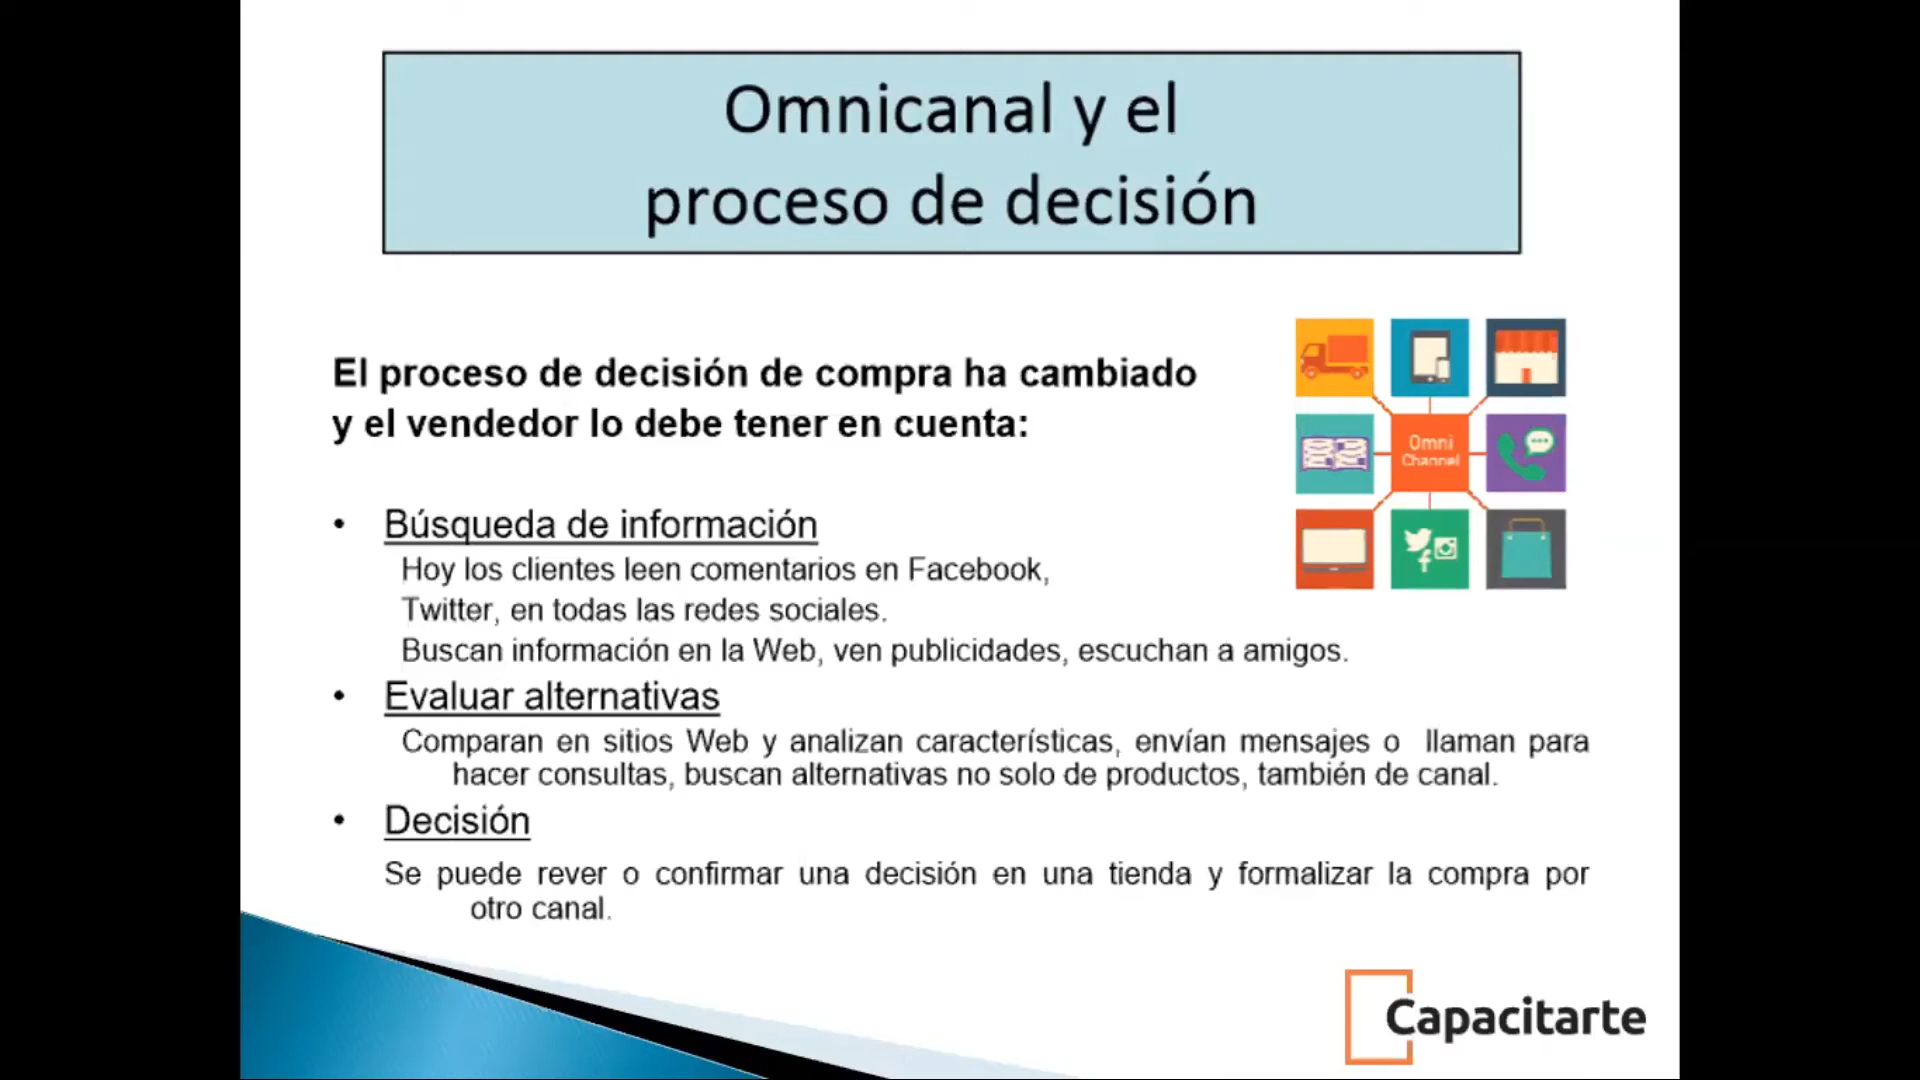 Omnicanal y el
proceso de decisión
El proceso de decisión de compra ha cambiado
y el vendedor lo debe tener en cuenta:
Omni
Channel
• Búsqueda de información
Hoy los clientes leen comentarios en Facebook,
Twitter, en todas las redes sociales.
Buscan información en la Web, ven publicidades, escuchan a amigos.
• Evaluar alternativas
Comparan en sitios Web y analizan características, envían mensajes o llaman para
hacer consultas, buscan alternativas no solo de productos, también de canal.
• Decisión
Se puede rever o confirmar una decisión en una tienda y formalizar la compra por
otro canal.
Capacitarte